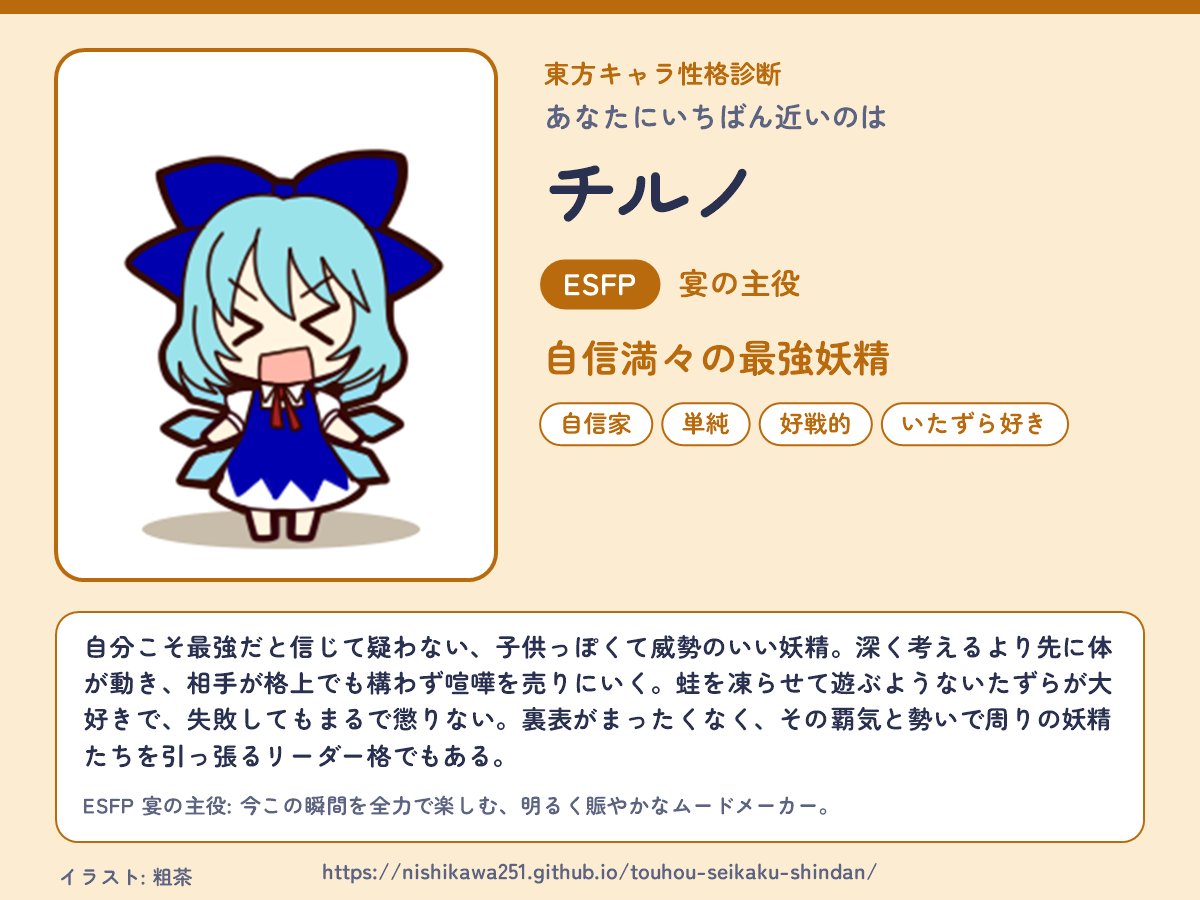 東方キャラ性格診断
あなたにいちばん近いのは
チルノ
ESFP 宴の主役
自信満々の最強妖精
自信家 単純 好戦的 いたずら好き
自分こそ最強だと信じて疑わない、子供っぽくて威勢のいい妖精。深く考えるより先に体
が動き、相手が格上でも構わず喧嘩を売りにいく。蛙を凍らせて遊ぶようないたずらが大
好きで、失敗してもまるで懲りない。裏表がまったくなく、その覇気と勢いで周りの妖精
たちを引っ張るリーダー格でもある。
ESFP 宴の主役: 今この瞬間を全力で楽しむ、明るく賑やかなムードメーカー。
イラスト: 粗茶 https://nishikawa251.github.io/touhou-seikaku-shindan/